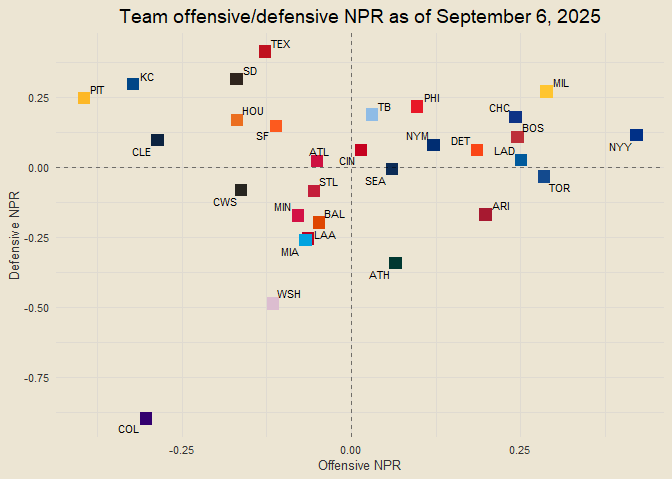 Team offensive/defensive NPR as of September 6, 2025
TEX
SD
KC
PIT
MIL
PHI
TB
0.25
HOU
SF
CHC
BOS
NYM
DET
NYY
CLE
ATL
CIN
LAD
0.00
SEA
TOR
STL
CWS
MIN
BAL
ARI
LAA
-0.25
MIA
ATH
WSH
-0.50
-0.75
COL
Defensive NPR
-0.25
0.00
0.25
Offensive NPR